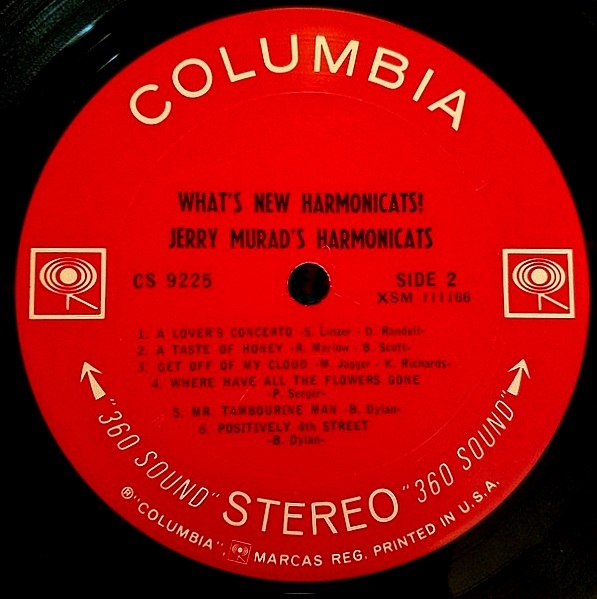 COLUMBIA
WHAT'S NEW HARMONICATS!
JERRY MURAD'S HARMONICATS
CS 9225
SIDE 2
XSM 111166
1. A LOVER'S CONCERTO -S. Linzer - D. Randell-
2. A TASTE OF HONEY -R. Marlow - B. Scott-
3. GET OFF OF MY CLOUD -M. Jagger - K. Richards-
4. WHERE HAVE ALL THE FLOWERS GONE
-P. Seeger-
5. MR. TAMBOURINE MAN -B. Dylan-
6. POSITIVELY 4th STREET
-B. Dylan-
"360 SOUND" STEREO "360 SOUND"
® "COLUMBIA", MARCAS REG. PRINTED IN U.S.A.